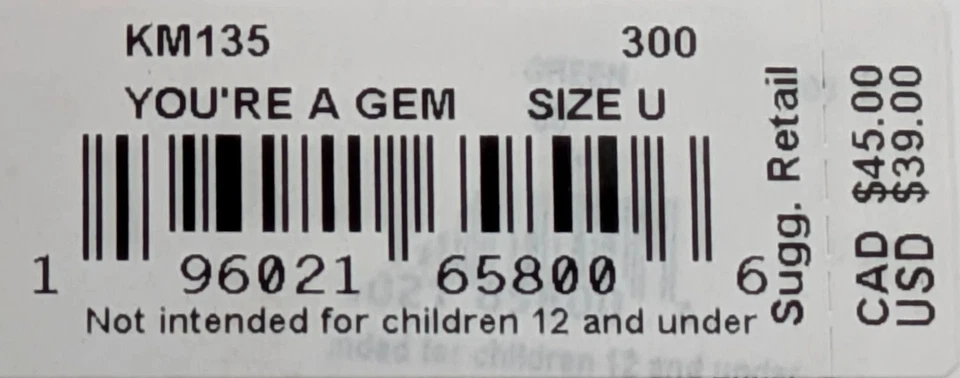 KM135 300
YOU'RE A GEM SIZE U
1 96021 65800 6
Not intended for children 12 and under
Sugg. Retail
CAD $45.00
USD $39.00